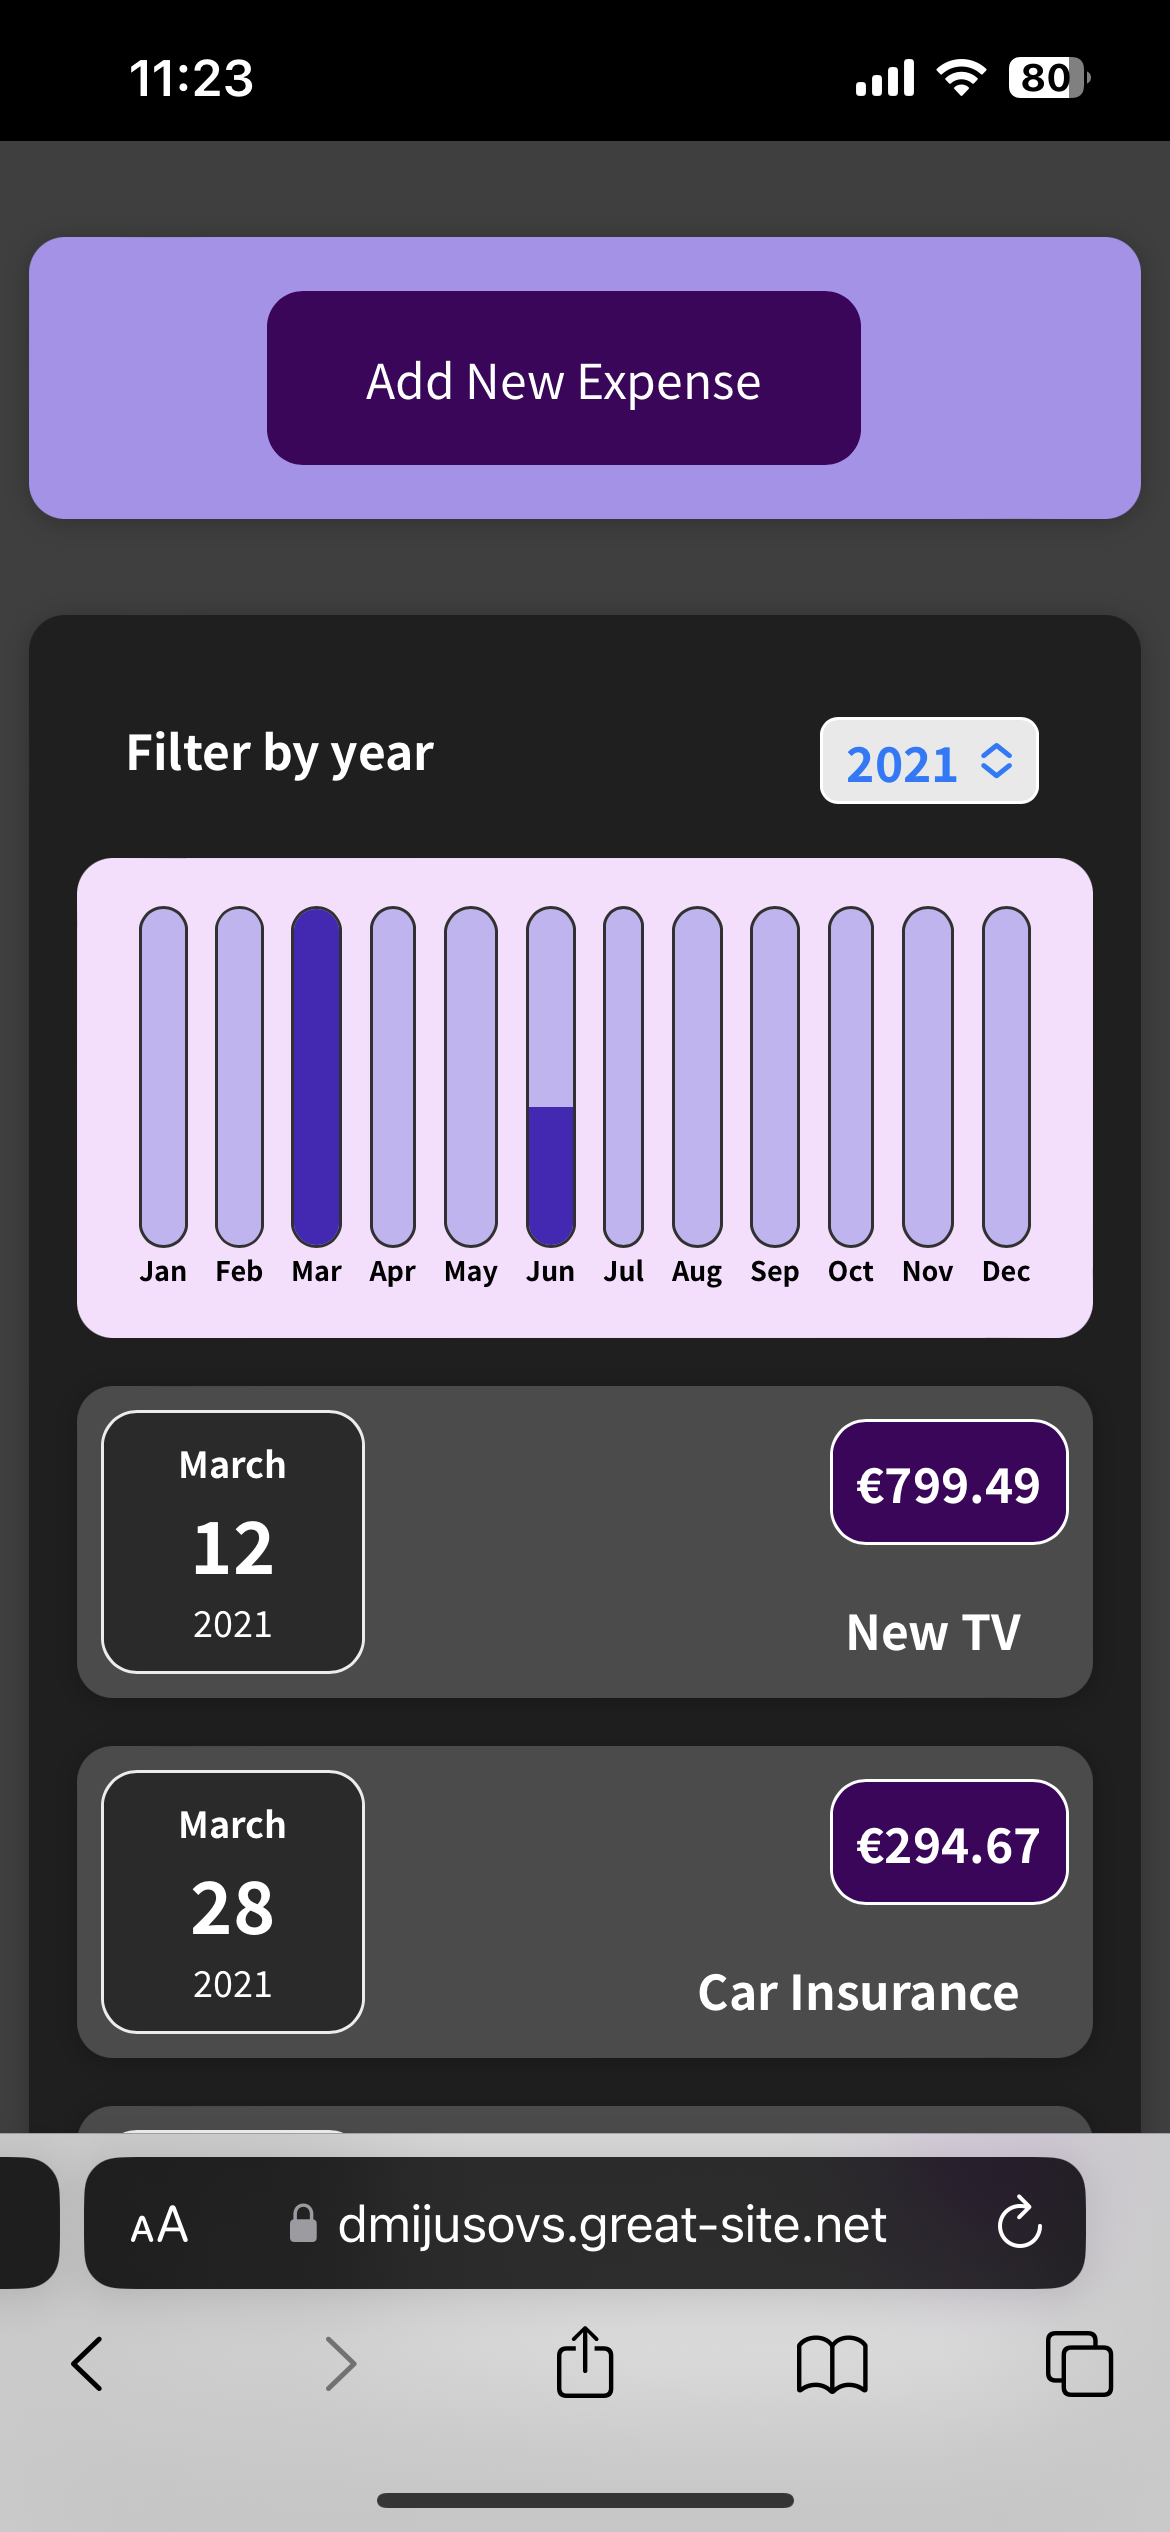 11:23
80
Add New Expense
Filter by year
2021
Jan Feb Mar Apr May Jun Jul Aug Sep Oct Nov Dec
March
12
2021
€799.49
New TV
March
28
2021
€294.67
Car Insurance
AA
dmijusovs.great-site.net